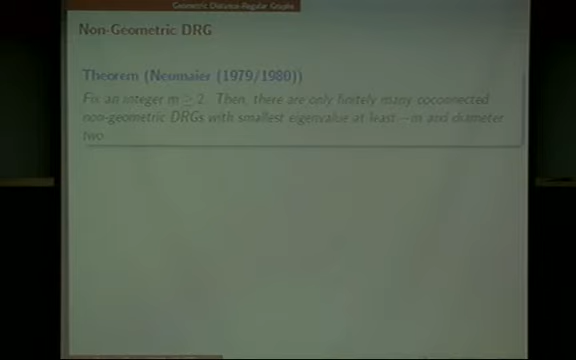 Geometric Distance-Regular Graphs
Non-Geometric DRG
Theorem (Neumaier (1979/1980))
Fix an integer m ≥ 2. Then, there are only finitely many coconnected
non-geometric DRGs with smallest eigenvalue at least −m and diameter
two.